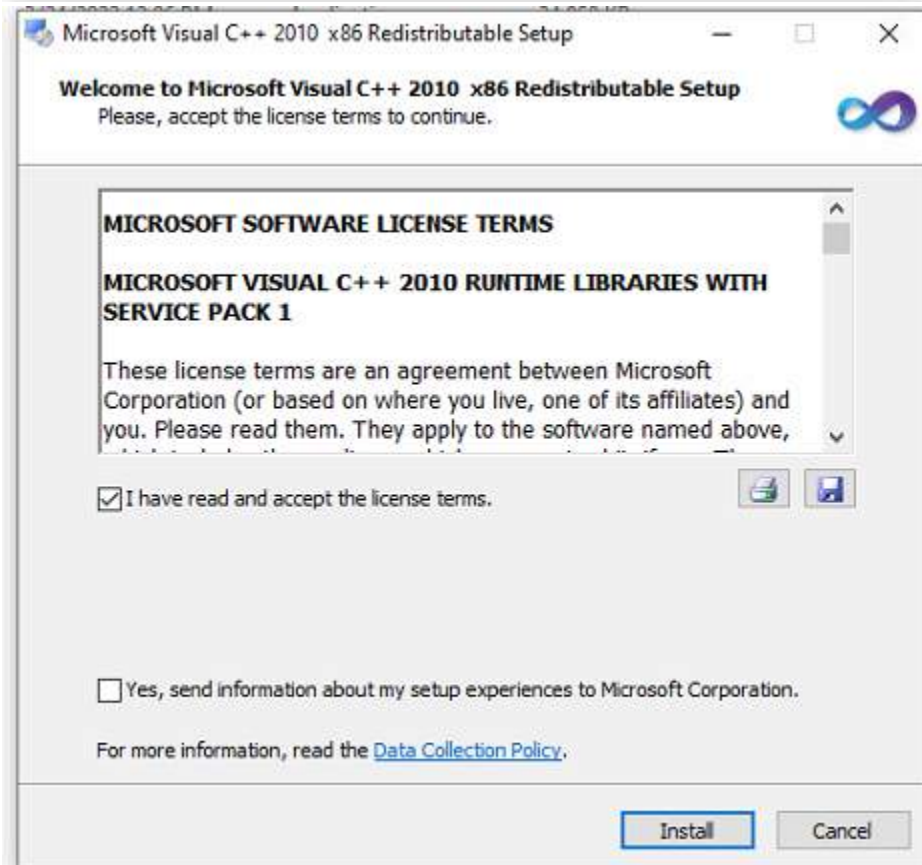 Microsoft Visual C++ 2010 x86 Redistributable Setup
Welcome to Microsoft Visual C++ 2010 x86 Redistributable Setup
Please, accept the license terms to continue.
MICROSOFT SOFTWARE LICENSE TERMS
MICROSOFT VISUAL C++ 2010 RUNTIME LIBRARIES WITH
SERVICE PACK 1
These license terms are an agreement between Microsoft
Corporation (or based on where you live, one of its affiliates) and
you. Please read them. They apply to the software named above,
I have read and accept the license terms.
Yes, send information about my setup experiences to Microsoft Corporation.
For more information, read the Data Collection Policy.
Install
Cancel